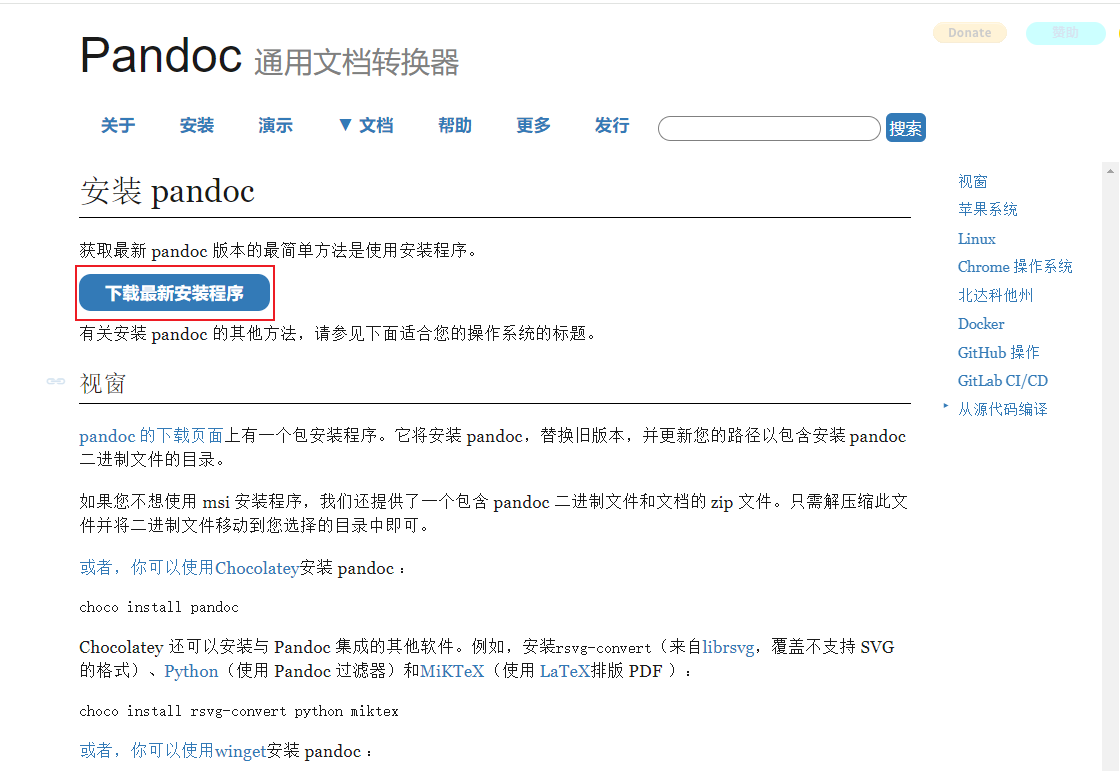 Donate
赞助
Pandoc 通用文档转换器
关于 安装 演示 ▼ 文档 帮助 更多 发行 搜索
安装 pandoc
获取最新 pandoc 版本的最简单方法是使用安装程序。
下载最新安装程序
有关安装 pandoc 的其他方法，请参见下面适合您的操作系统的标题。
视窗
pandoc 的下载页面上有一个包安装程序。它将安装 pandoc，替换旧版本，并更新您的路径以包含安装 pandoc
二进制文件的目录。
如果您不想使用 msi 安装程序，我们还提供了一个包含 pandoc 二进制文件和文档的 zip 文件。只需解压缩此文
件并将二进制文件移动到您选择的目录中即可。
或者，你可以使用Chocolatey安装 pandoc：
choco install pandoc
Chocolatey 还可以安装与 Pandoc 集成的其他软件。例如，安装rsvg-convert（来自librsvg，覆盖不支持 SVG
的格式）、Python（使用 Pandoc 过滤器）和MiKTeX（使用 LaTeX排版 PDF ）：
choco install rsvg-convert python miktex
或者，你可以使用winget安装 pandoc：
视窗
苹果系统
Linux
Chrome 操作系统
北达科他州
Docker
GitHub 操作
GitLab CI/CD
从源代码编译